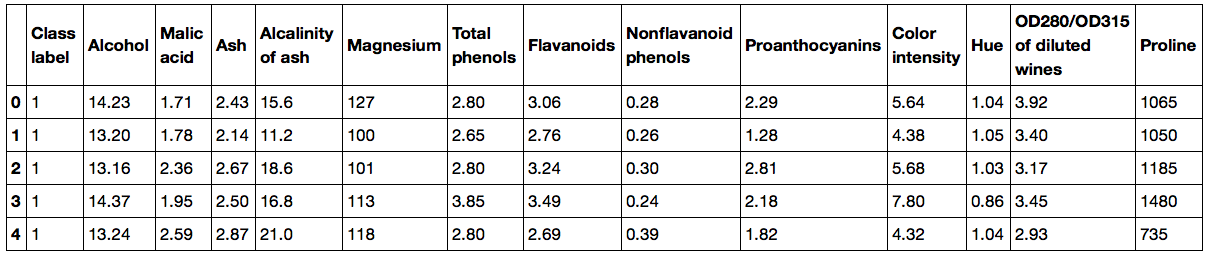 Class label Alcohol Malic acid Ash Alcalinity of ash Magnesium Total phenols Flavanoids Nonflavanoid phenols Proanthocyanins Color intensity Hue OD280/OD315 of diluted wines Proline
0 1 14.23 1.71 2.43 15.6 127 2.80 3.06 0.28 2.29 5.64 1.04 3.92 1065
1 1 13.20 1.78 2.14 11.2 100 2.65 2.76 0.26 1.28 4.38 1.05 3.40 1050
2 1 13.16 2.36 2.67 18.6 101 2.80 3.24 0.30 2.81 5.68 1.03 3.17 1185
3 1 14.37 1.95 2.50 16.8 113 3.85 3.49 0.24 2.18 7.80 0.86 3.45 1480
4 1 13.24 2.59 2.87 21.0 118 2.80 2.69 0.39 1.82 4.32 1.04 2.93 735